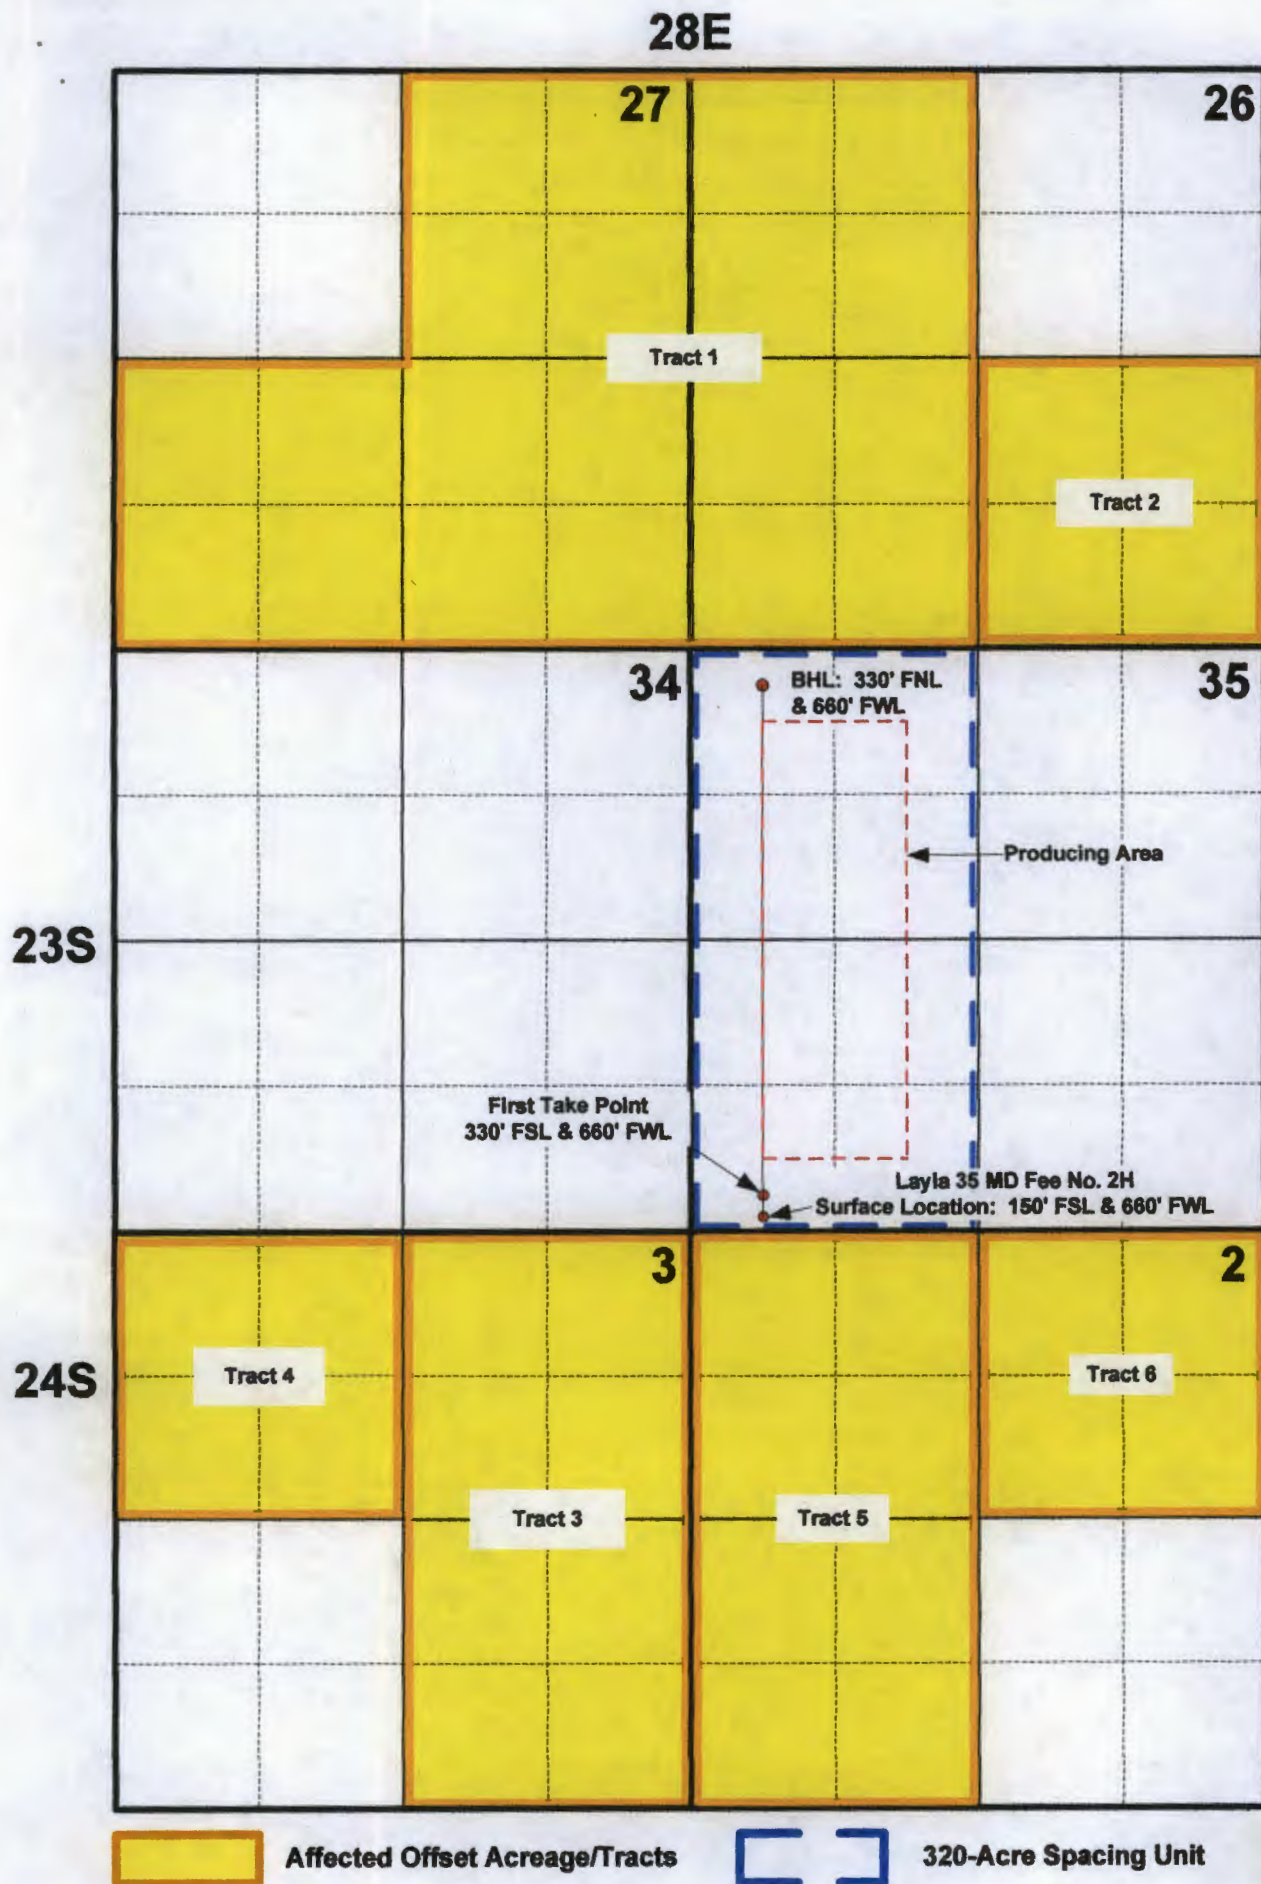 28E
27
26
Tract 1
Tract 2
34
35
BHL: 330' FNL
& 660' FWL
Producing Area
23S
First Take Point
330' FSL & 660' FWL
Layla 35 MD Fee No. 2H
Surface Location: 150' FSL & 660' FWL
3
2
24S
Tract 4
Tract 6
Tract 3
Tract 5
Affected Offset Acreage/Tracts
320-Acre Spacing Unit